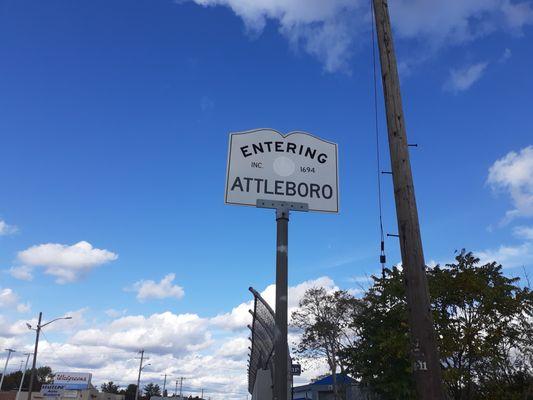 ENTERING
INC. 1694
ATTLEBORO
Walgreens